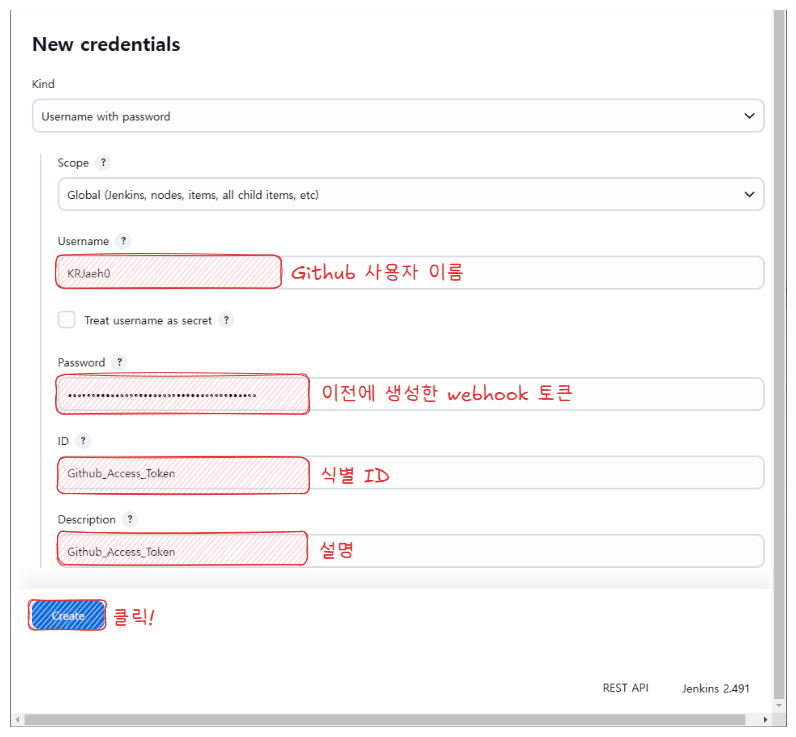 New credentials
Kind
Username with password
Scope ?
Global (Jenkins, nodes, items, all child items, etc)
Username ?
KRJaeh0 Github 사용자 이름
Treat username as secret ?
Password ?
이전에 생성한 webhook 토큰
ID ?
Github_Access_Token 식별 ID
Description ?
Github_Access_Token 설명
Create 클릭!
REST API Jenkins 2.491